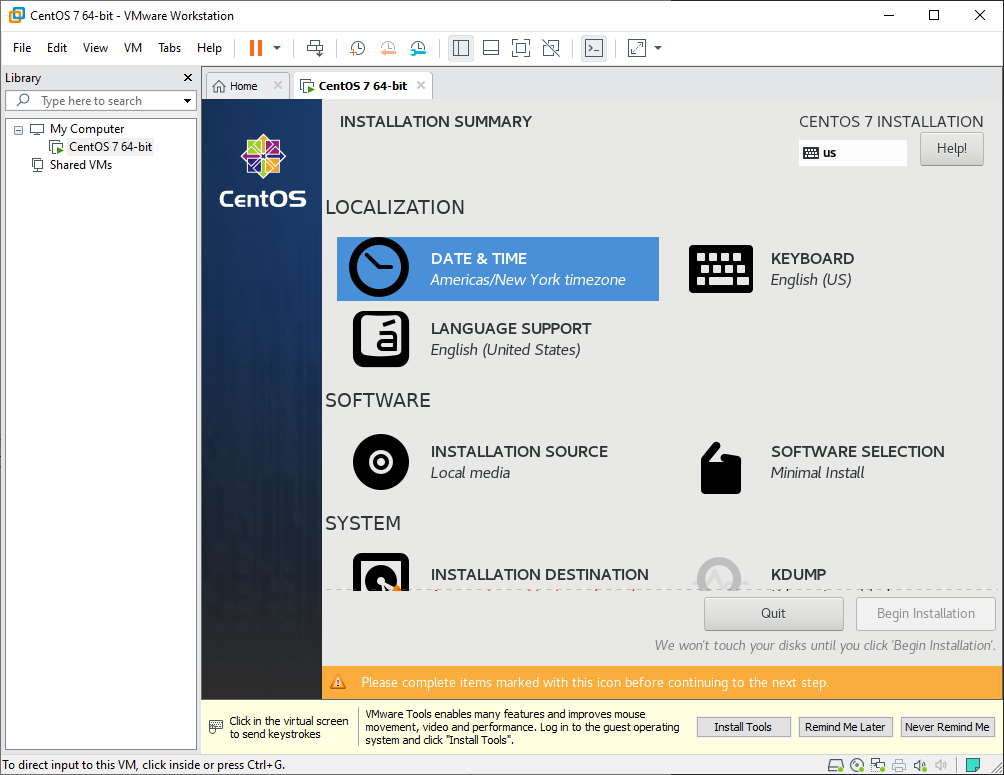 CentOS 7 64-bit - VMware Workstation
File Edit View VM Tabs Help
Library
Type here to search
My Computer
CentOS 7 64-bit
Shared VMs
Home
CentOS 7 64-bit
CentOS
INSTALLATION SUMMARY
CENTOS 7 INSTALLATION
us
Help!
LOCALIZATION
DATE & TIME
Americas/New York timezone
KEYBOARD
English (US)
LANGUAGE SUPPORT
English (United States)
SOFTWARE
INSTALLATION SOURCE
Local media
SOFTWARE SELECTION
Minimal Install
SYSTEM
INSTALLATION DESTINATION
KDUMP
Quit
Begin Installation
We won't touch your disks until you click 'Begin Installation'.
Please complete items marked with this icon before continuing to the next step.
Click in the virtual screen
to send keystrokes
VMware Tools enables many features and improves mouse
movement, video and performance. Log in to the guest operating
system and click "Install Tools".
Install Tools
Remind Me Later
Never Remind Me
To direct input to this VM, click inside or press Ctrl+G.